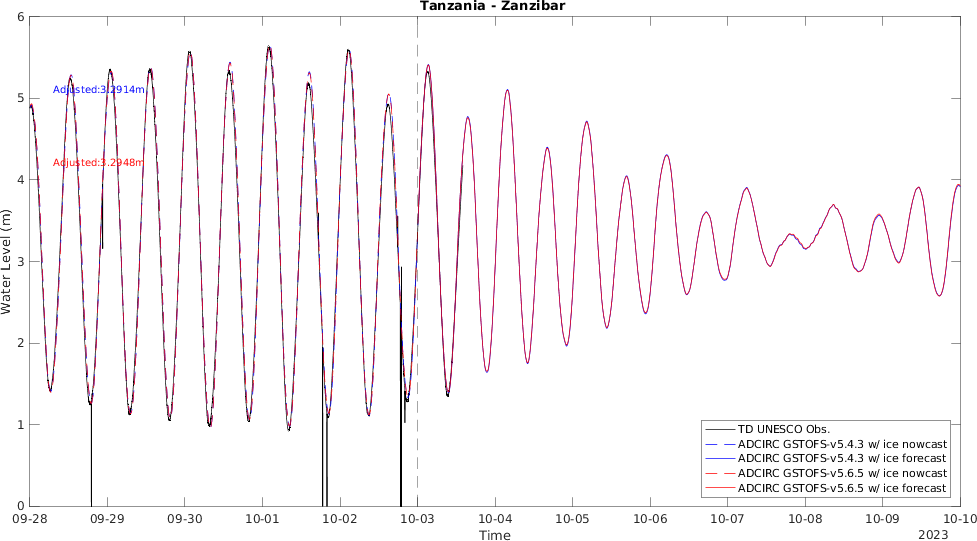 Tanzania - Zanzibar
6
5
4
3
2
1
0
Water Level (m)
Adjusted:3.2914m
Adjusted:3.2948m
TD UNESCO Obs.
ADCIRC GSTOFS-v5.4.3 w/ ice nowcast
ADCIRC GSTOFS-v5.4.3 w/ ice forecast
ADCIRC GSTOFS-v5.6.5 w/ ice nowcast
ADCIRC GSTOFS-v5.6.5 w/ ice forecast
09-28 09-29 09-30 10-01 10-02 10-03 10-04 10-05 10-06 10-07 10-08 10-09 10-10
Time
2023